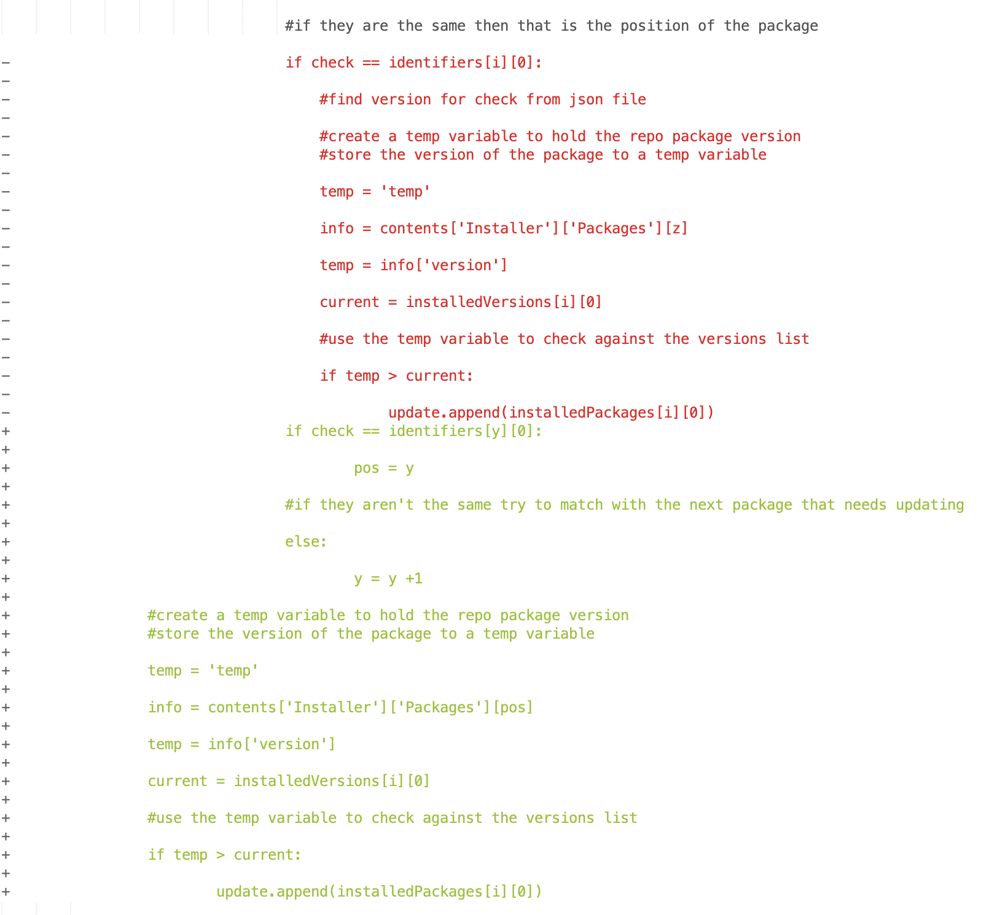 #if they are the same then that is the position of the package
- if check == identifiers[i][0]:
-
- #find version for check from json file
-
- #create a temp variable to hold the repo package version
- #store the version of the package to a temp variable
-
- temp = 'temp'
-
- info = contents['Installer']['Packages'][z]
-
- temp = info['version']
-
- current = installedVersions[i][0]
-
- #use the temp variable to check against the versions list
-
- if temp > current:
-
- update.append(installedPackages[i][0])
+ if check == identifiers[y][0]:
+
+ pos = y
+
+ #if they aren't the same try to match with the next package that needs updating
+
+ else:
+
+ y = y +1
+
+ #create a temp variable to hold the repo package version
+ #store the version of the package to a temp variable
+
+ temp = 'temp'
+
+ info = contents['Installer']['Packages'][pos]
+
+ temp = info['version']
+
+ current = installedVersions[i][0]
+
+ #use the temp variable to check against the versions list
+
+ if temp > current:
+
+ update.append(installedPackages[i][0])